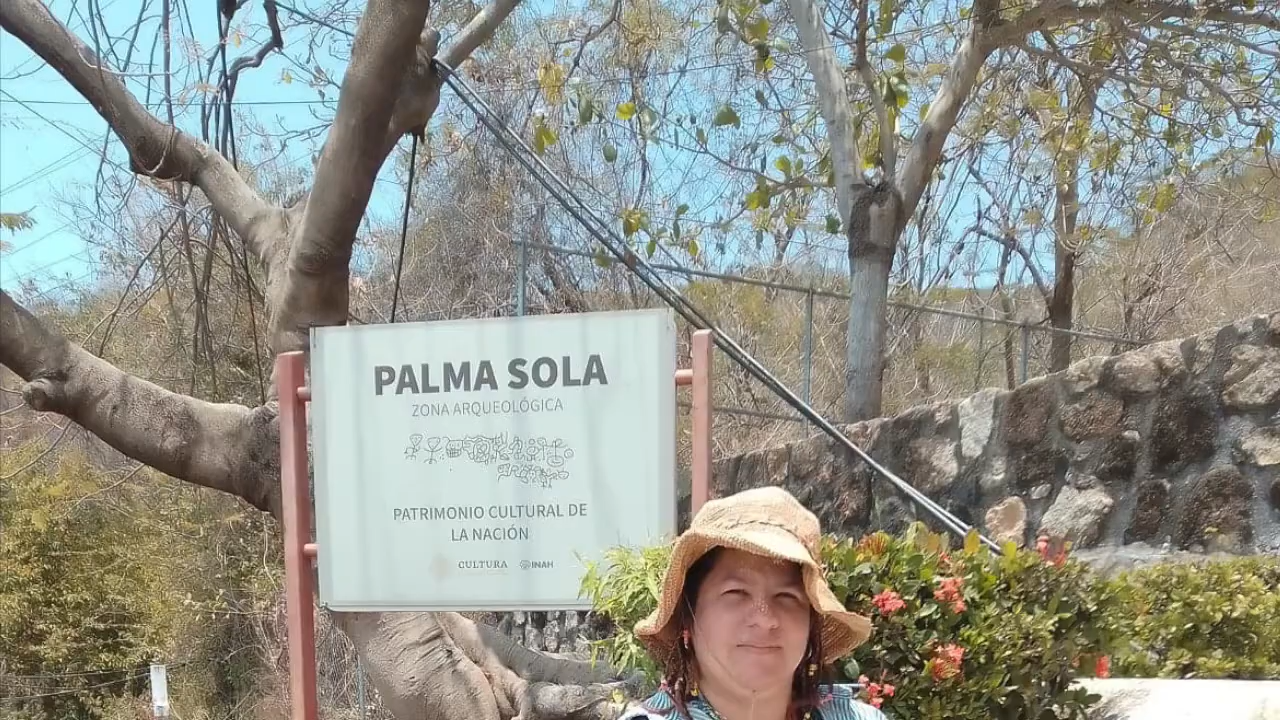 PALMA SOLA
ZONA ARQUEOLÓGICA
PATRIMONIO CULTURAL DE
LA NACIÓN
CULTURA INAH